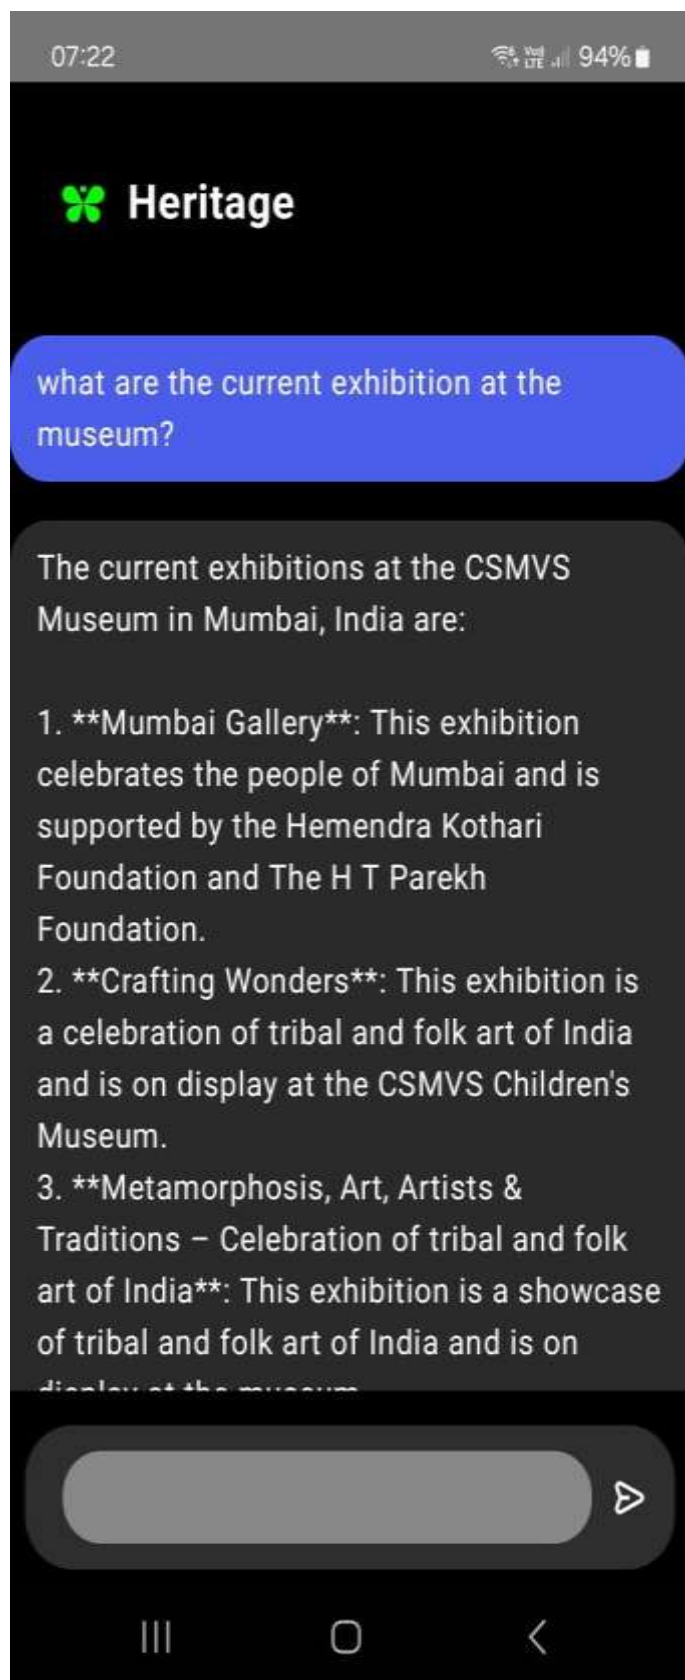 07:22 94%
Heritage
what are the current exhibition at the
museum?
The current exhibitions at the CSMVS
Museum in Mumbai, India are:
1. **Mumbai Gallery**: This exhibition
celebrates the people of Mumbai and is
supported by the Hemendra Kothari
Foundation and The H T Parekh
Foundation.
2. **Crafting Wonders**: This exhibition is
a celebration of tribal and folk art of India
and is on display at the CSMVS Children's
Museum.
3. **Metamorphosis, Art, Artists &
Traditions – Celebration of tribal and folk
art of India**: This exhibition is a showcase
of tribal and folk art of India and is on
display at the museum